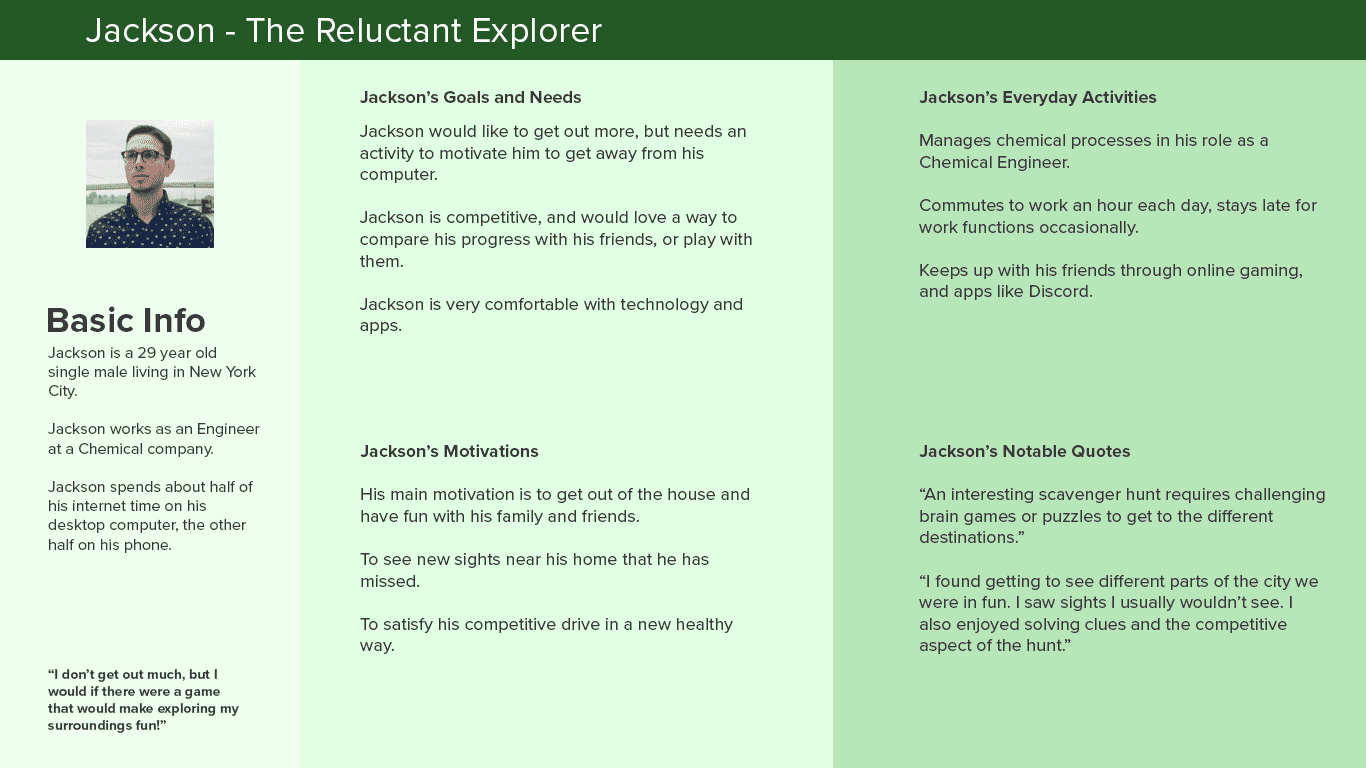 Jackson - The Reluctant Explorer
Basic Info
Jackson is a 29 year old
single male living in New York
City.
Jackson works as an Engineer
at a Chemical company.
Jackson spends about half of
his internet time on his
desktop computer, the other
half on his phone.
“I don’t get out much, but I
would if there were a game
that would make exploring my
surroundings fun!”
Jackson’s Goals and Needs
Jackson would like to get out more, but needs an
activity to motivate him to get away from his
computer.
Jackson is competitive, and would love a way to
compare his progress with his friends, or play with
them.
Jackson is very comfortable with technology and
apps.
Jackson’s Motivations
His main motivation is to get out of the house and
have fun with his family and friends.
To see new sights near his home that he has
missed.
To satisfy his competitive drive in a new healthy
way.
Jackson’s Everyday Activities
Manages chemical processes in his role as a
Chemical Engineer.
Commutes to work an hour each day, stays late for
work functions occasionally.
Keeps up with his friends through online gaming,
and apps like Discord.
Jackson’s Notable Quotes
“An interesting scavenger hunt requires challenging
brain games or puzzles to get to the different
destinations.”
“I found getting to see different parts of the city we
were in fun. I saw sights I usually wouldn’t see. I
also enjoyed solving clues and the competitive
aspect of the hunt.”